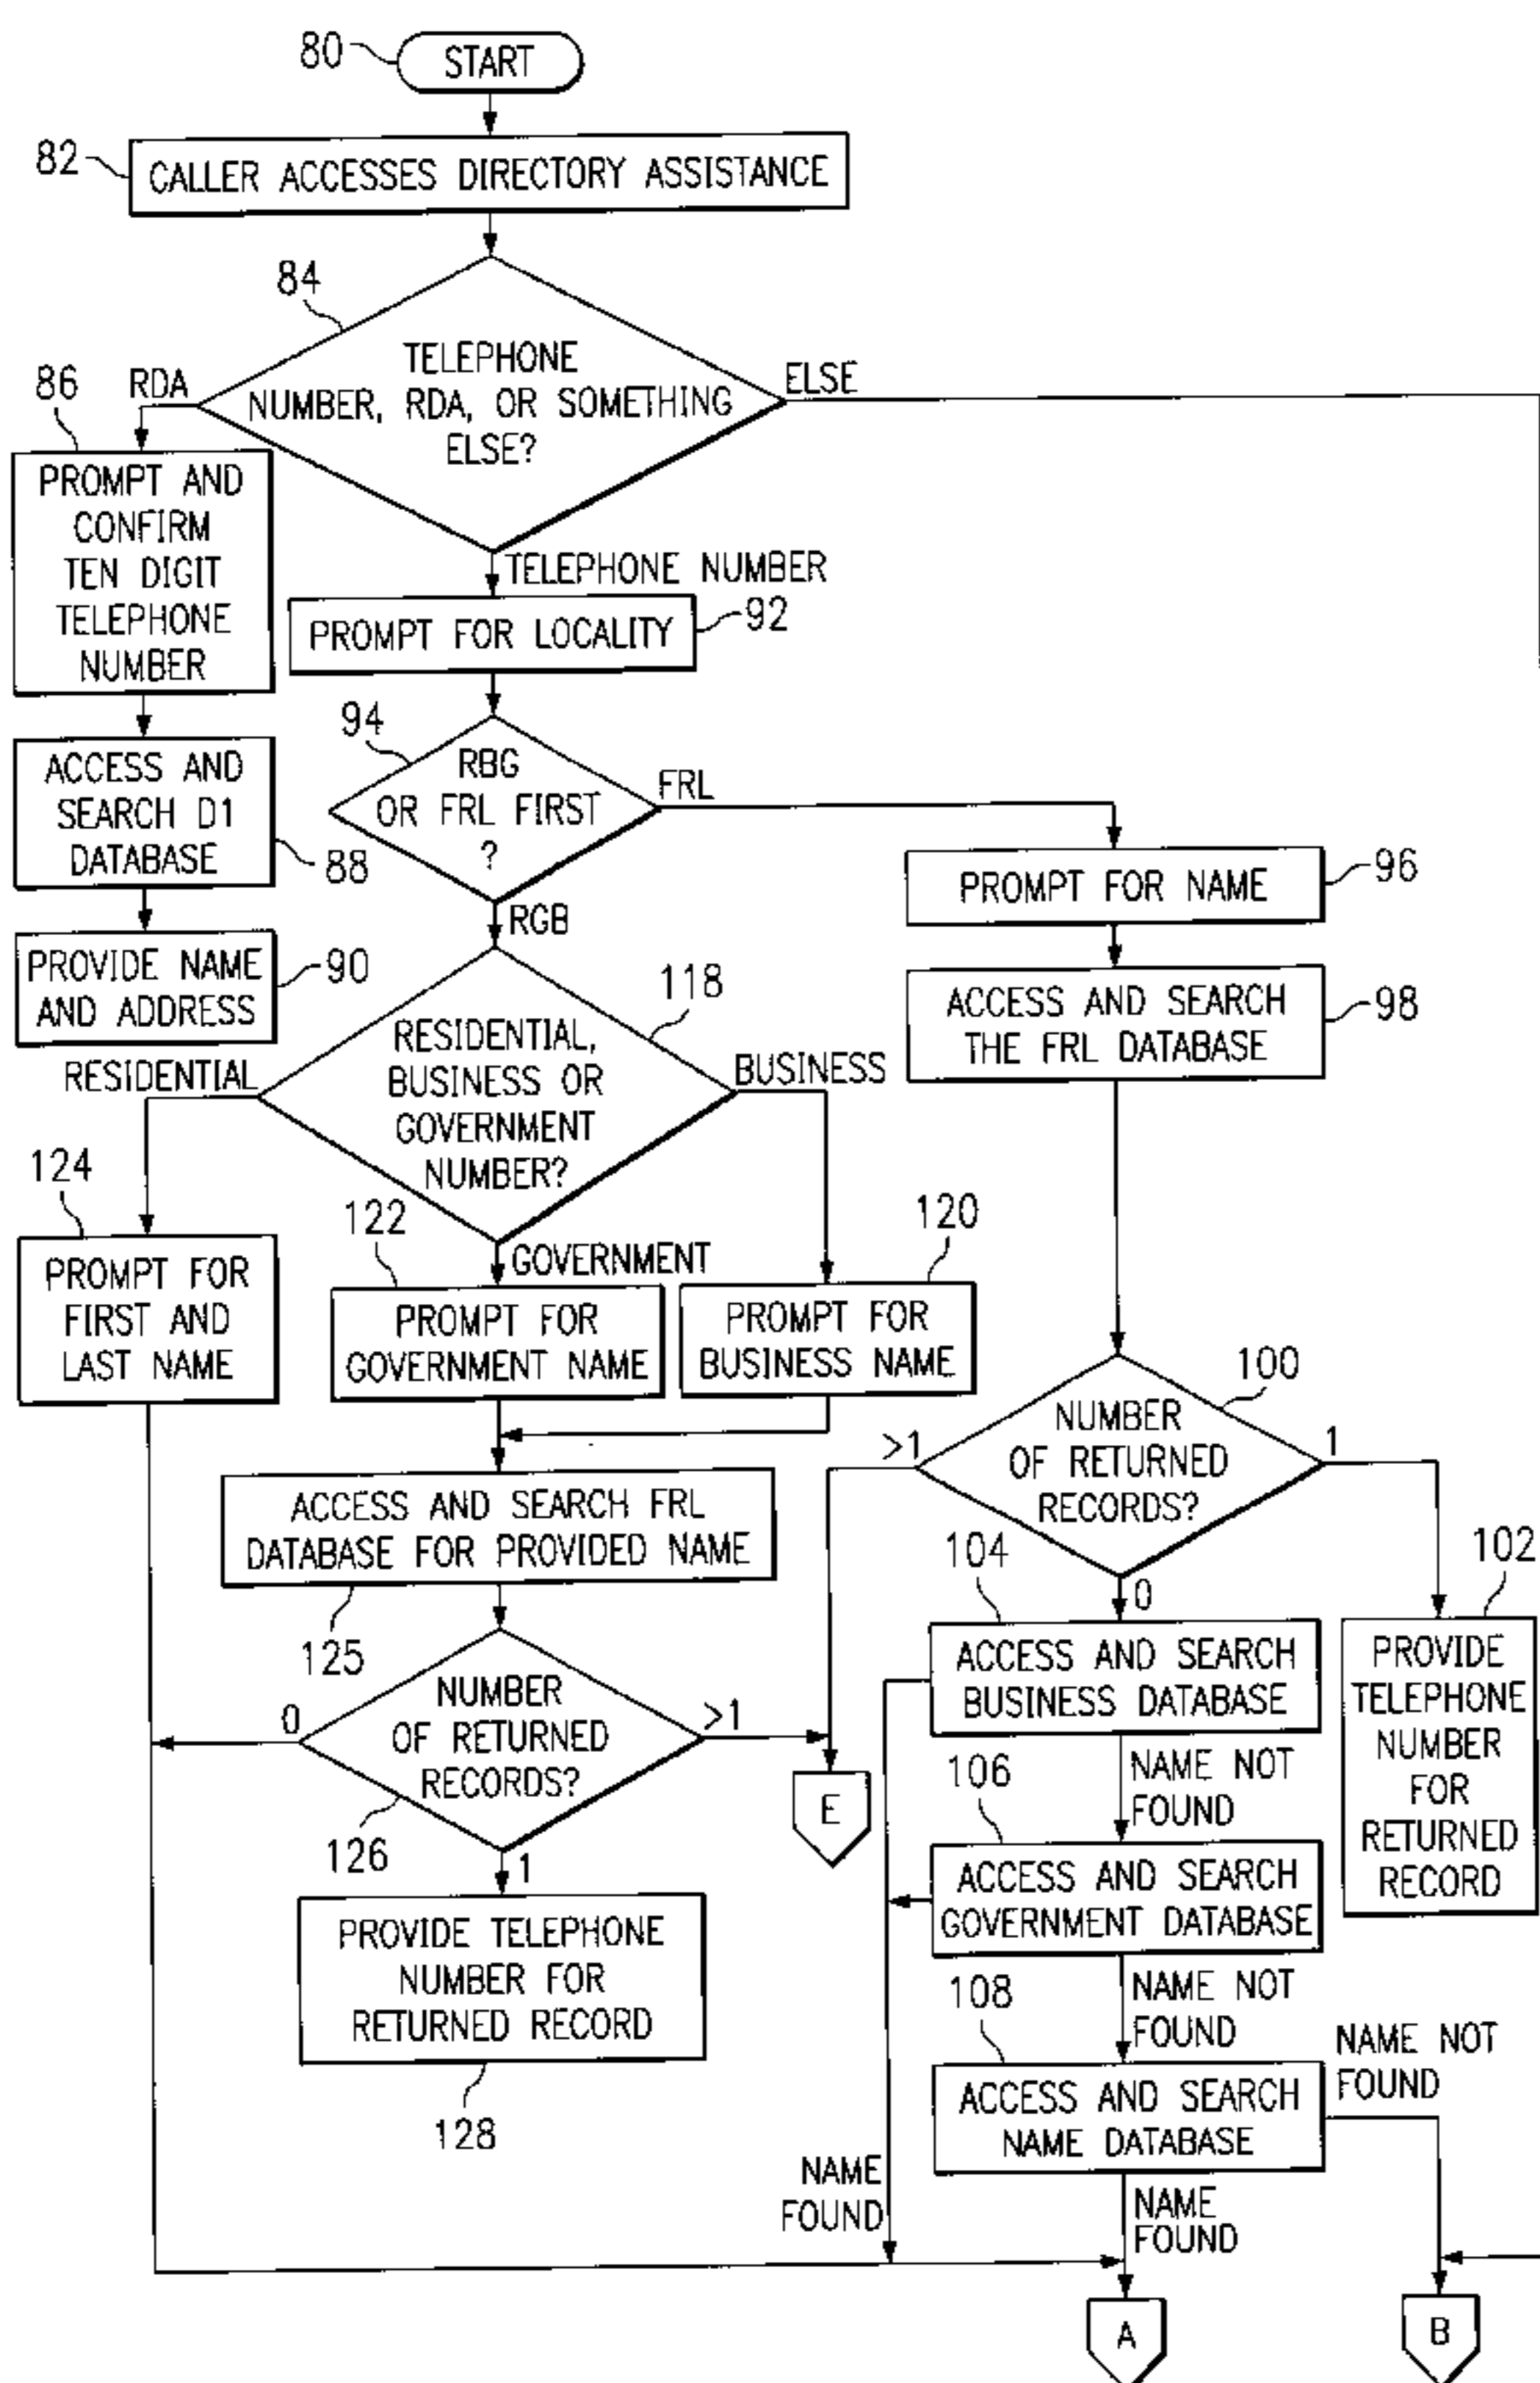 80
START
82
CALLER ACCESSES DIRECTORY ASSISTANCE
84
TELEPHONE
NUMBER, RDA, OR SOMETHING
ELSE?
RDA
ELSE
86
PROMPT AND
CONFIRM
TEN DIGIT
TELEPHONE
NUMBER
TELEPHONE NUMBER
PROMPT FOR LOCALITY
92
94
RBG
OR FRL FIRST
?
FRL
RGB
ACCESS AND
SEARCH D1
DATABASE
88
PROVIDE NAME
AND ADDRESS
90
PROMPT FOR NAME
96
ACCESS AND SEARCH
THE FRL DATABASE
98
118
RESIDENTIAL,
BUSINESS OR
GOVERNMENT
NUMBER?
RESIDENTIAL
BUSINESS
GOVERNMENT
124
PROMPT FOR
FIRST AND
LAST NAME
122
PROMPT FOR
GOVERNMENT NAME
120
PROMPT FOR
BUSINESS NAME
100
NUMBER
OF RETURNED
RECORDS?
>1
1
0
ACCESS AND SEARCH FRL
DATABASE FOR PROVIDED NAME
125
NUMBER
OF RETURNED
RECORDS?
0
>1
1
126
E
PROVIDE TELEPHONE
NUMBER FOR
RETURNED RECORD
128
104
ACCESS AND SEARCH
BUSINESS DATABASE
102
PROVIDE
TELEPHONE
NUMBER
FOR
RETURNED
RECORD
NAME NOT
FOUND
106
ACCESS AND SEARCH
GOVERNMENT DATABASE
NAME NOT
FOUND
108
ACCESS AND SEARCH
NAME DATABASE
NAME NOT
FOUND
NAME
FOUND
NAME
FOUND
A
B